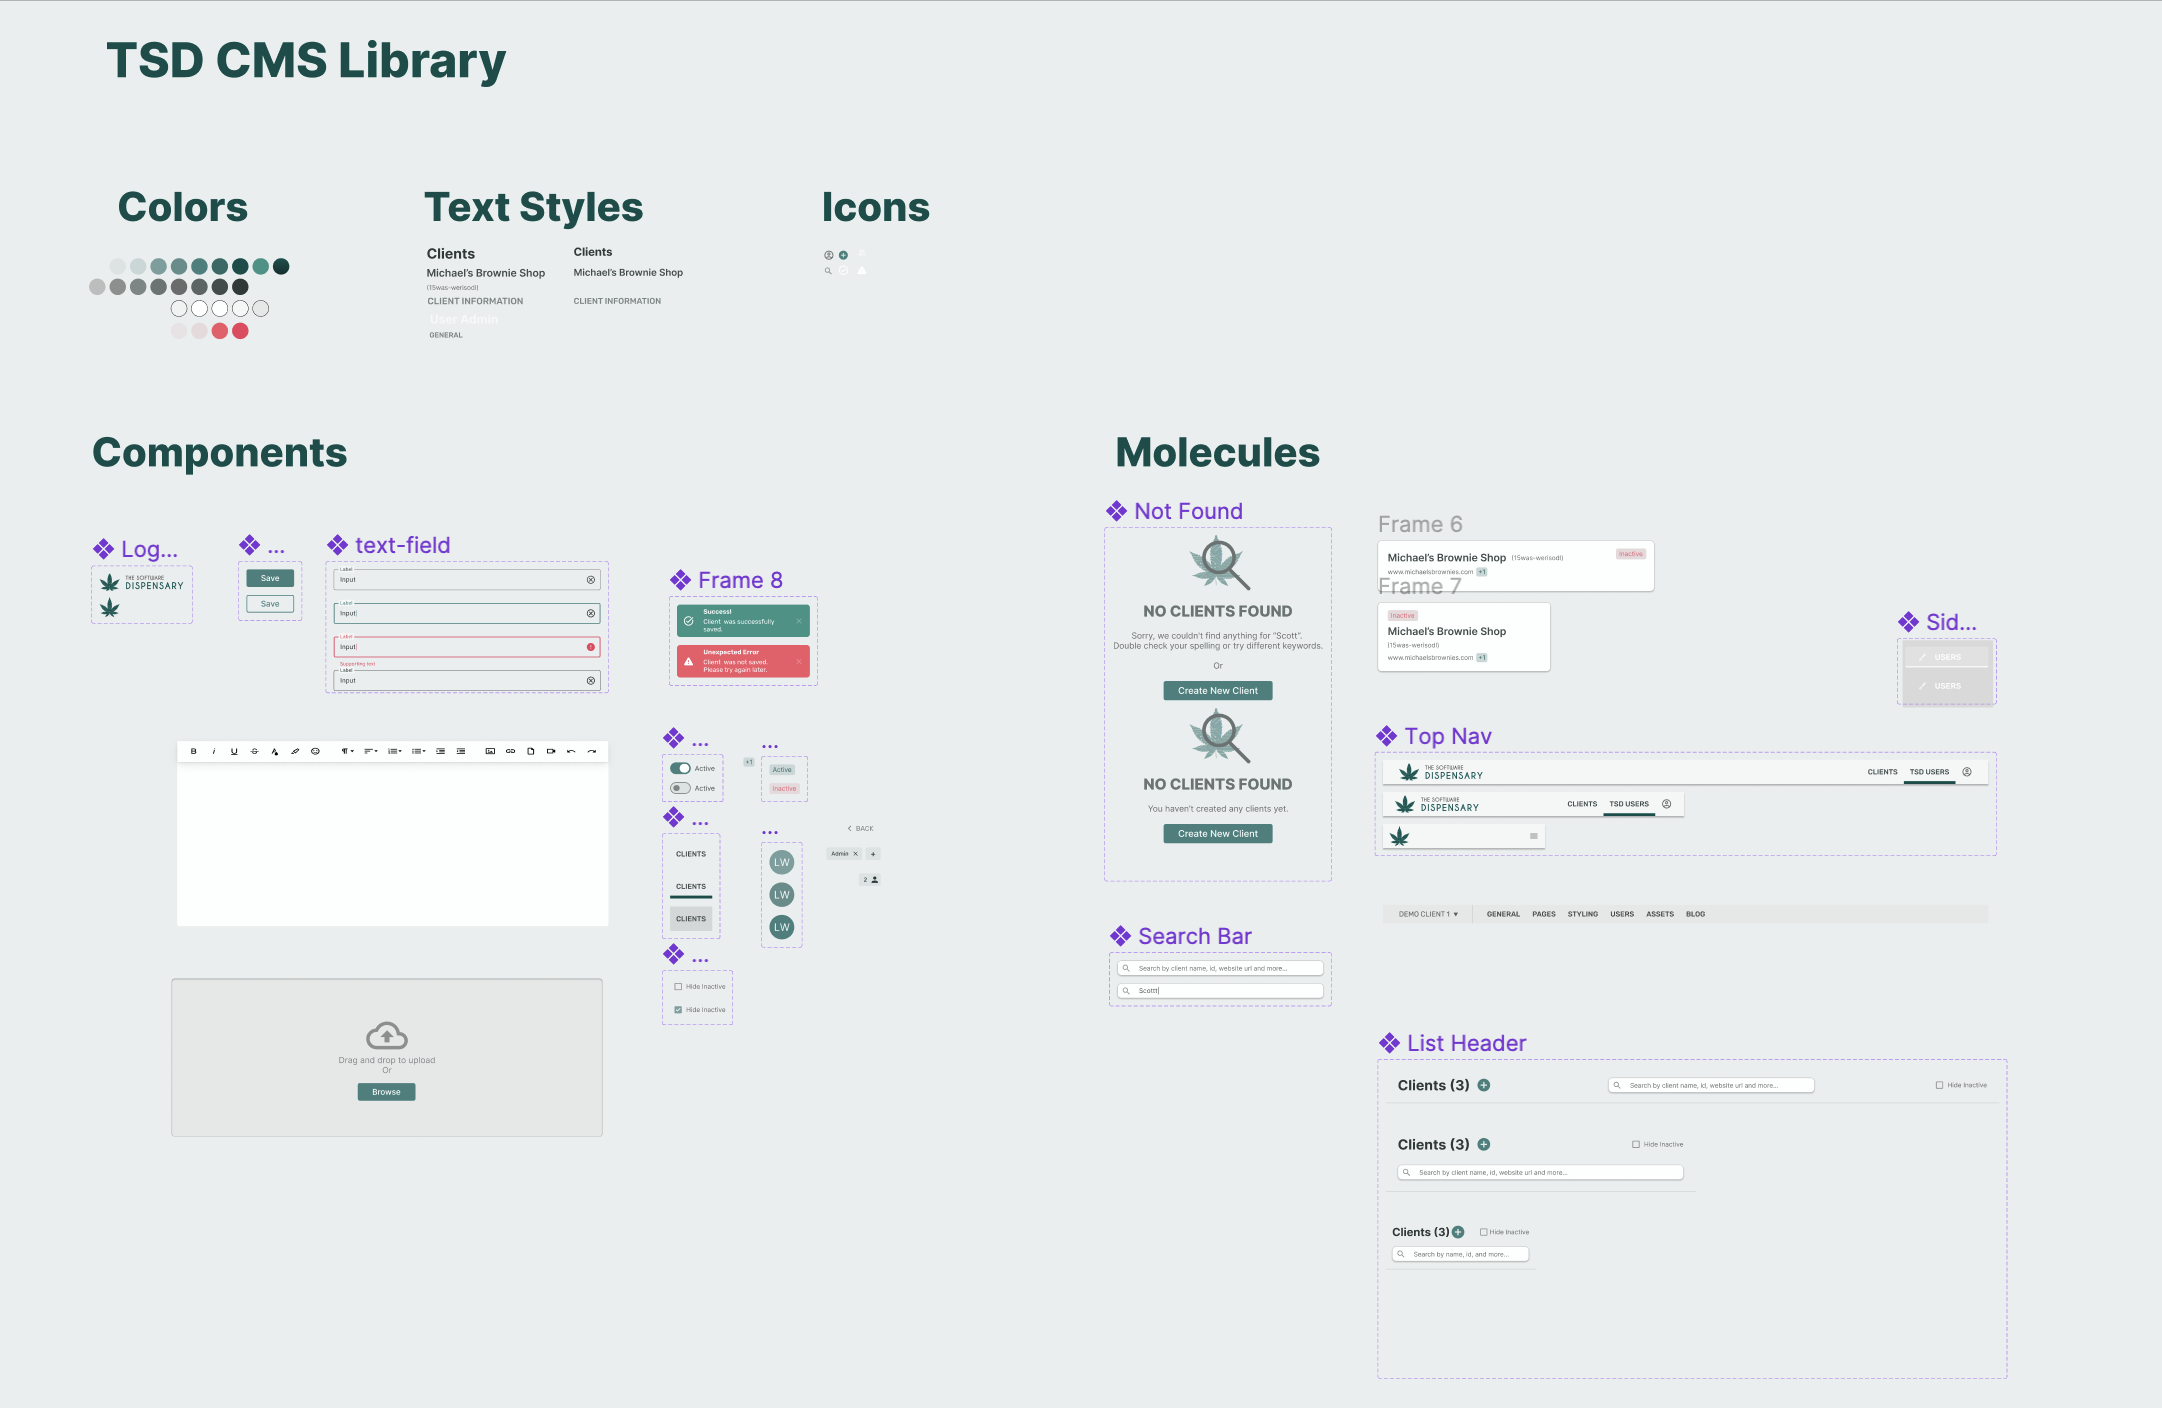 TSD CMS Library
Colors
Text Styles
Icons
Clients
Michael's Brownie Shop
(15was-werisodl)
CLIENT INFORMATION
User Admin
GENERAL
Clients
Michael's Brownie Shop
CLIENT INFORMATION
Components
Log...
THE SOFTWARE
DISPENSARY
...
Save
Save
text-field
Label
Input
Label
Input
Label
Input
Supporting text
Label
Input
Frame 8
Success!
Client was successfully
saved.
Unexpected Error
Client was not saved.
Please try again later.
B i U S
...
Active
Active
+1
...
Active
Inactive
...
CLIENTS
CLIENTS
CLIENTS
...
LW
LW
LW
BACK
Admin
2
...
Hide Inactive
Hide Inactive
Drag and drop to upload
Or
Browse
Molecules
Not Found
NO CLIENTS FOUND
Sorry, we couldn't find anything for "Scott".
Double check your spelling or try different keywords.
Or
Create New Client
NO CLIENTS FOUND
You haven't created any clients yet.
Create New Client
Frame 6
Michael's Brownie Shop (15was-werisodl) Inactive
www.michaelsbrownies.com +1
Frame 7
Inactive
Michael's Brownie Shop
(15was-werisodl)
www.michaelsbrownies.com +1
Sid...
USERS
USERS
Top Nav
THE SOFTWARE
DISPENSARY
CLIENTS TSD USERS
THE SOFTWARE
DISPENSARY
CLIENTS TSD USERS
DEMO CLIENT 1 GENERAL PAGES STYLING USERS ASSETS BLOG
Search Bar
Search by client name, id, website url and more...
Scottt
List Header
Clients (3)
Search by client name, id, website url and more...
Hide Inactive
Clients (3)
Hide Inactive
Search by client name, id, website url and more...
Clients (3)
Hide Inactive
Search by name, id, and more...